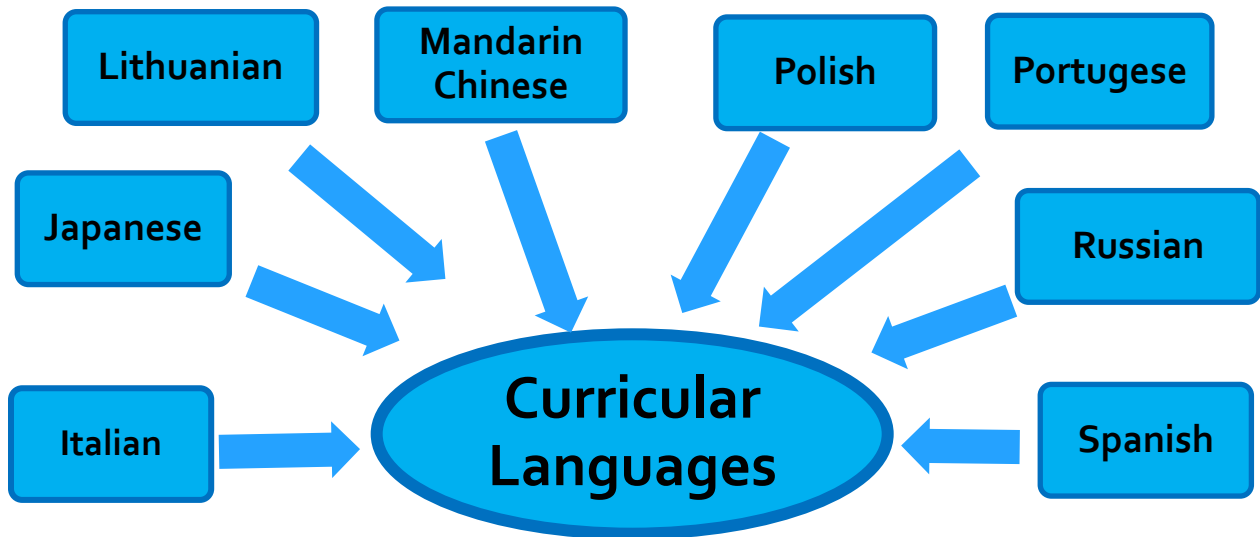 Lithuanian
Mandarin
Chinese
Polish
Portugese
Japanese
Russian
Italian
Curricular
Languages
Spanish